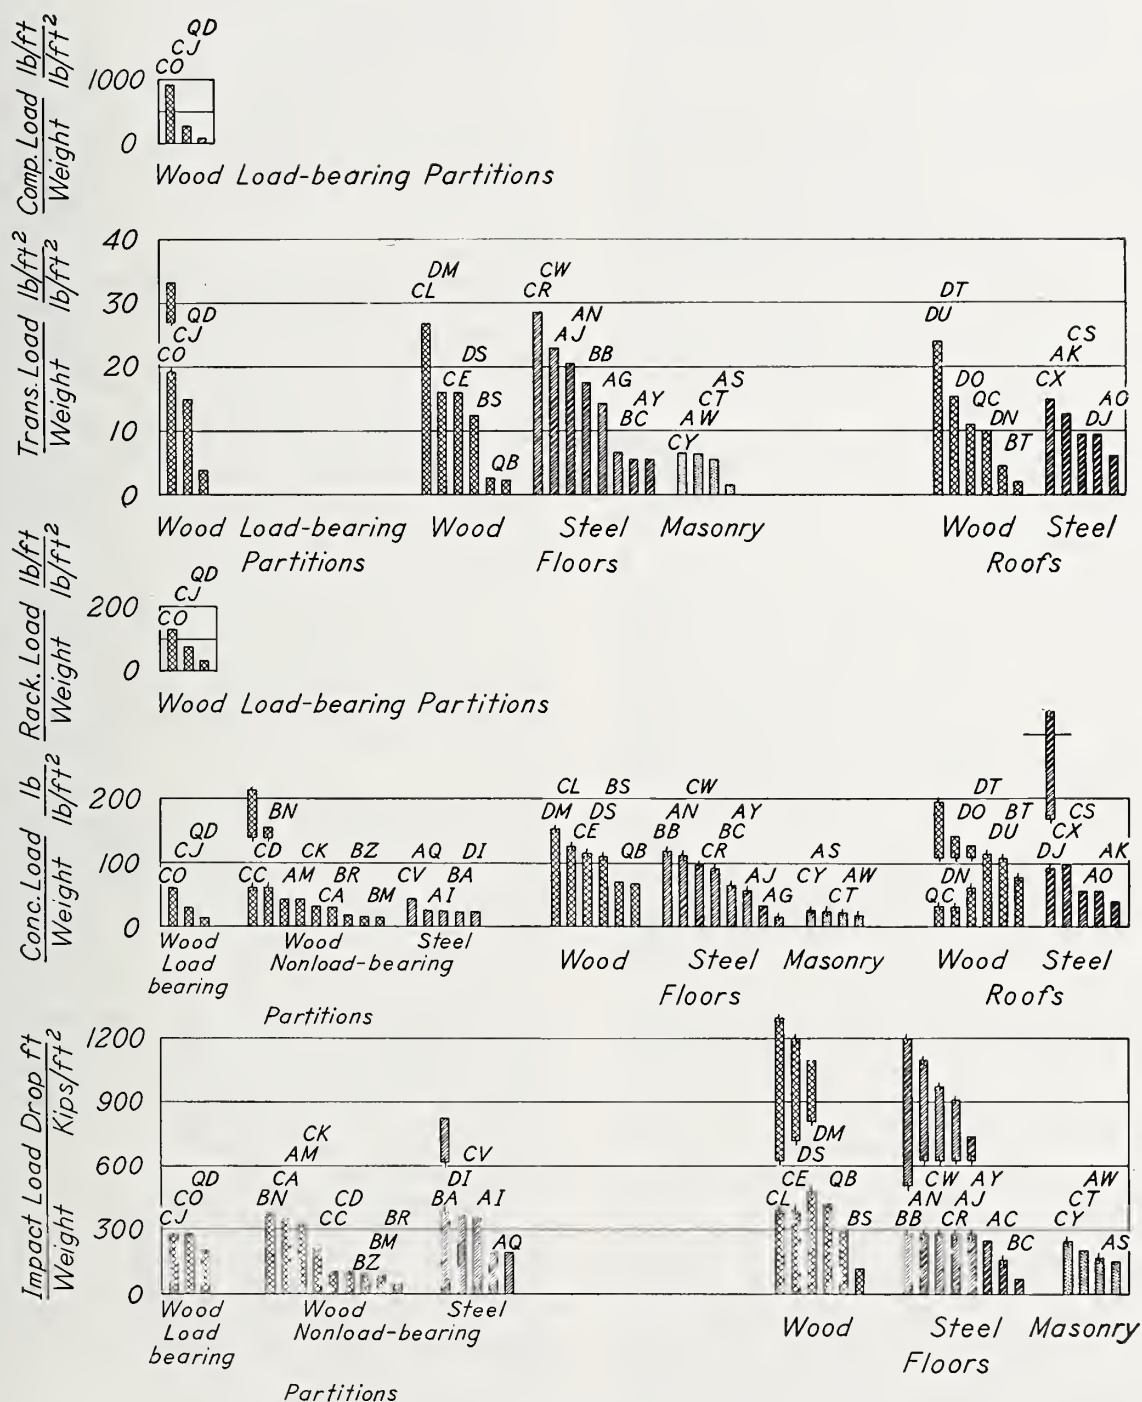 Comp. Load lb/ft
Weight lb/ft²
QD
CJ
CO
1000
0
Wood Load-bearing Partitions
Trans. Load lb/ft²
Weight lb/ft²
40
30
20
10
0
QD
CJ
CO
DM
CL
DS
CE
BS
QB
CW
CR
AN
AJ
BB
AG
AY
BC
AS
CT
AW
CY
DT
DU
DO
QC
DN
BT
CS
AK
CX
AO
DJ
Wood Load-bearing Wood Steel Masonry Wood Steel
Partitions Floors Roofs
Rack. Load lb/ft
Weight lb/ft²
QD
CJ
CO
200
0
Wood Load-bearing Partitions
Conc. Load lb
Weight lb/ft²
200
100
0
QD
CJ
CO
BN
CD CK BZ
CC AM BR
CA BM
AQ DI
CV BA
AI
CL BS
DM DS
CE
QB
CW
AN AY
BB BC
CR
AJ
AG
AS
CY AW
CT
DT
DO BT
DU
DN
QC
CS
CX
DJ AK
AO
Wood Wood Steel Wood Steel Masonry Wood Steel
Load Nonload-bearing Floors Roofs
bearing
Partitions
Impact Load Drop ft
Weight Kips/ft²
1200
900
600
300
0
QD
CO
CJ
CK
AM
CA
BN CD
CC BR
BM
BZ
CV
DI
BA AI
AQ
DM
DS
CE QB
CL BS
CW AY
AN AJ
BB CR AC
BC
AW
CT
CY
AS
Wood Wood Steel Wood Steel Masonry
Load Nonload-bearing Floors
bearing
Partitions